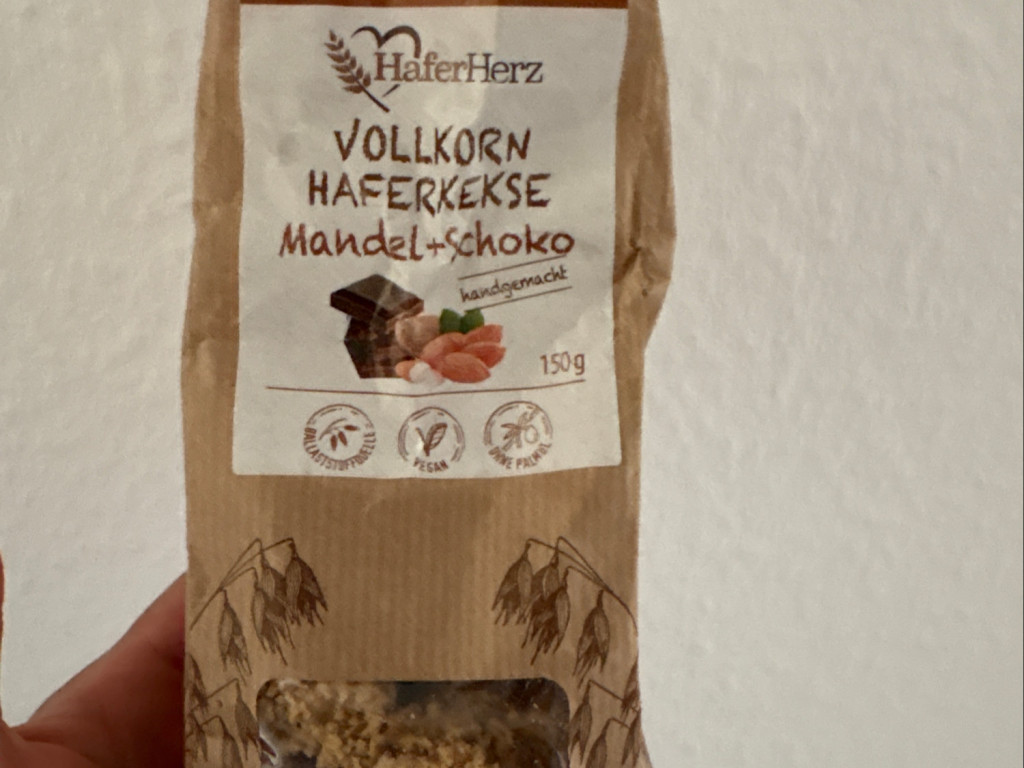 HaferHerz
VOLLKORN
HAFERKEKSE
Mandel+Schoko
handgemacht
150g
BALLASTSTOFFQUELLE
VEGAN
OHNE PALMÖL